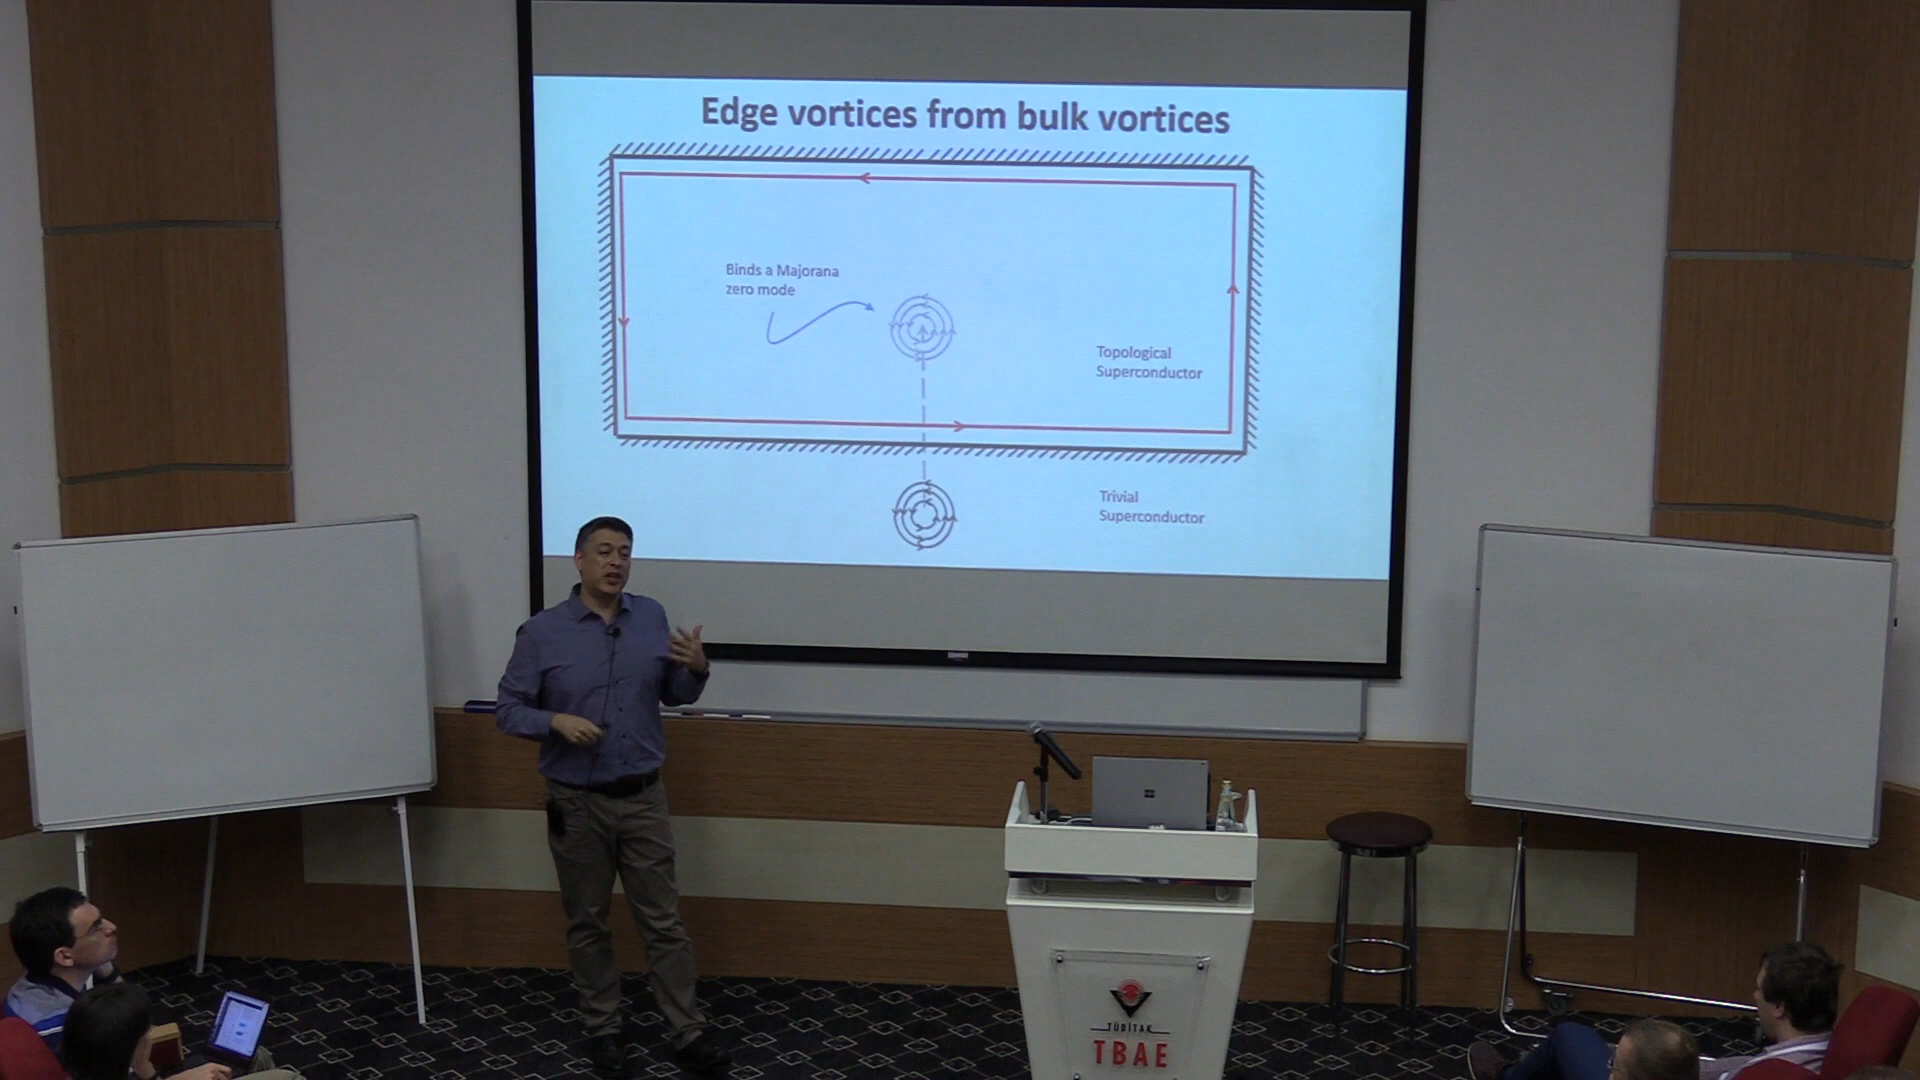 Edge vortices from bulk vortices
Binds a Majorana
zero mode
Topological
Superconductor
Trivial
Superconductor
TÜBİTAK
TBAE